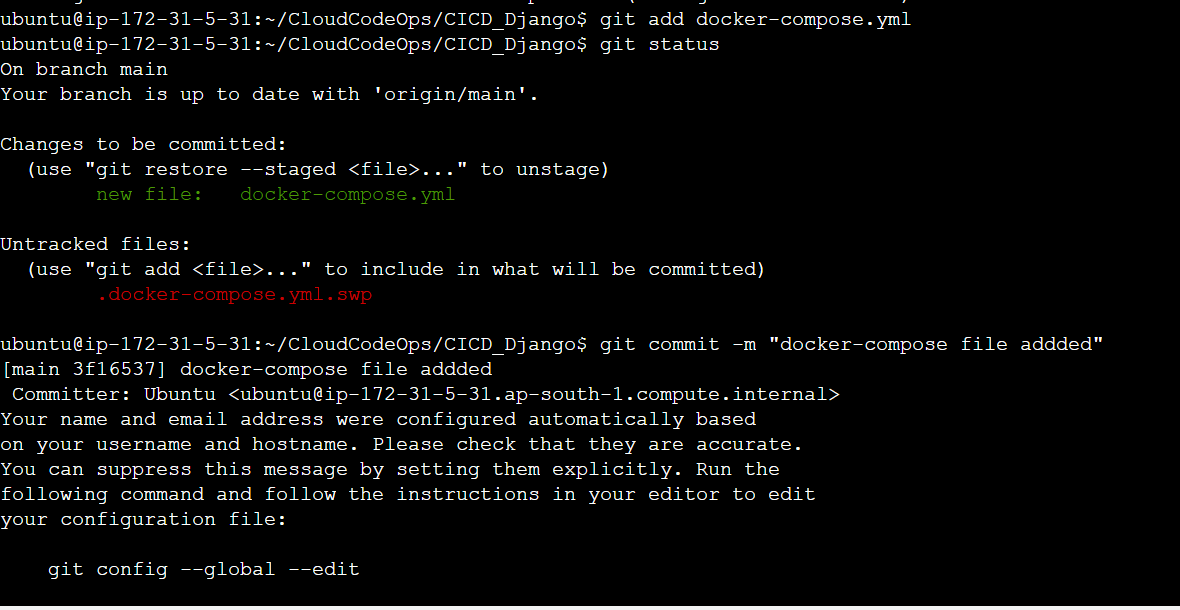 ubuntu@ip-172-31-5-31:~/CloudCodeOps/CICD_Django$ git add docker-compose.yml
ubuntu@ip-172-31-5-31:~/CloudCodeOps/CICD_Django$ git status
On branch main
Your branch is up to date with 'origin/main'.
Changes to be committed:
(use "git restore --staged <file>..." to unstage)
new file:   docker-compose.yml
Untracked files:
(use "git add <file>..." to include in what will be committed)
.docker-compose.yml.swp
ubuntu@ip-172-31-5-31:~/CloudCodeOps/CICD_Django$ git commit -m "docker-compose file addded"
[main 3f16537] docker-compose file addded
Committer: Ubuntu <ubuntu@ip-172-31-5-31.ap-south-1.compute.internal>
Your name and email address were configured automatically based
on your username and hostname. Please check that they are accurate.
You can suppress this message by setting them explicitly. Run the
following command and follow the instructions in your editor to edit
your configuration file:
git config --global --edit